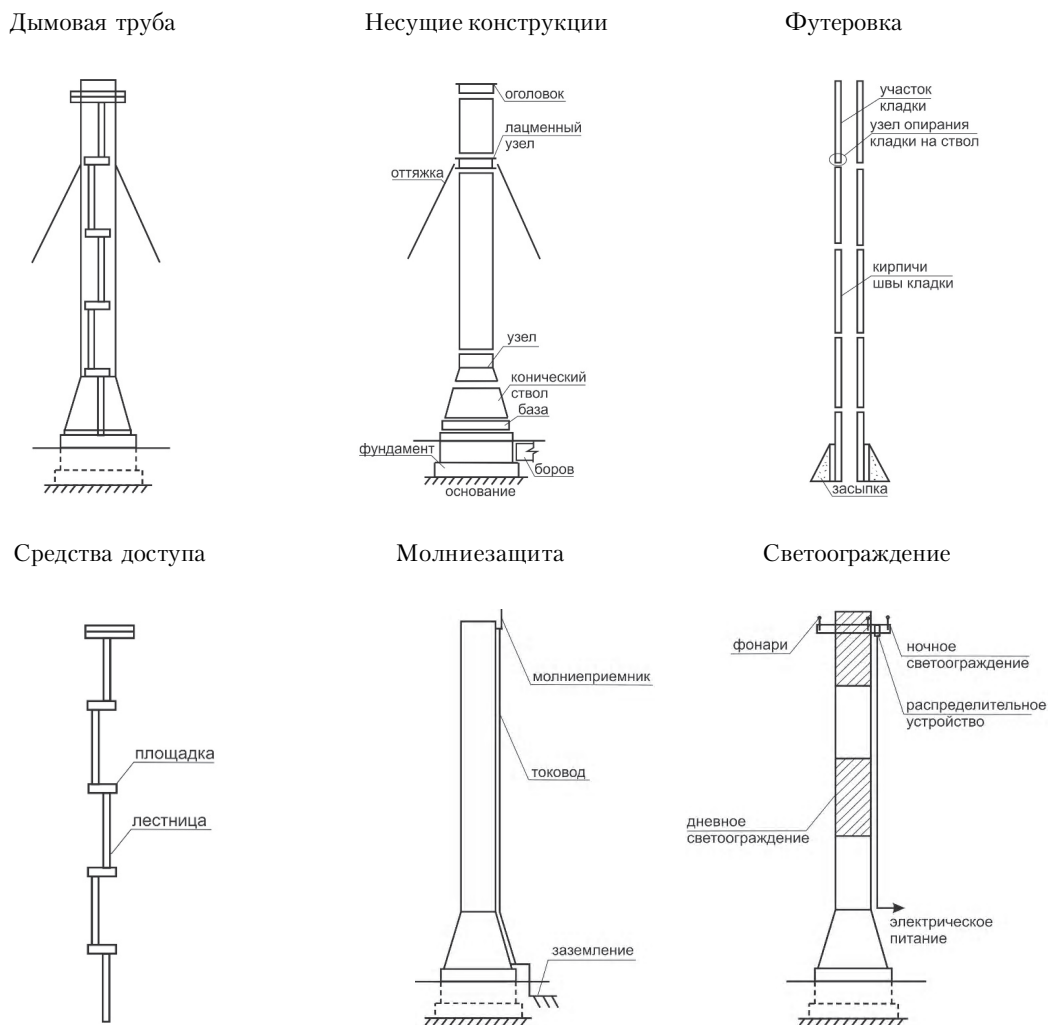 Дымовая труба
Несущие конструкции
Футеровка
оголовок
лацменный
узел
оттяжка
узел
конический
ствол
база
фундамент
боров
основание
участок
кладки
узел опирания
кладки на ствол
кирпичи
швы кладки
засыпка
Средства доступа
Молниезащита
Светоограждение
площадка
лестница
молниеприемник
токовод
заземление
фонари
ночное
светоограждение
распределительное
устройство
дневное
светоограждение
электрическое
питание